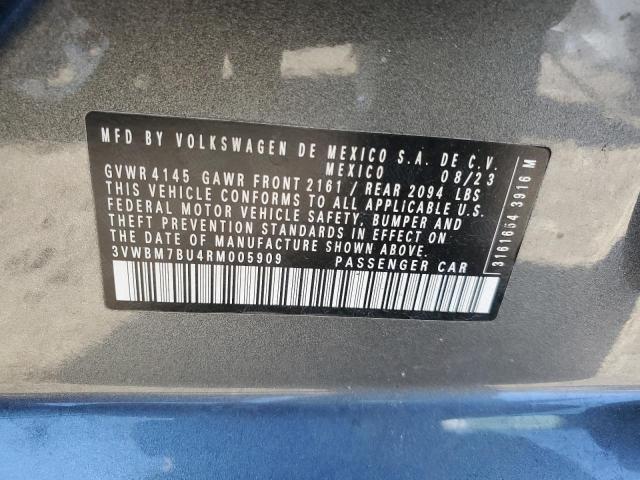 MFD BY VOLKSWAGEN DE MEXICO S.A. DE C.V.
MEXICO 08/23
GVWR 4145 GAWR FRONT 2161 / REAR 2094 LBS
THIS VEHICLE CONFORMS TO ALL APPLICABLE U.S.
FEDERAL MOTOR VEHICLE SAFETY, BUMPER AND
THEFT PREVENTION STANDARDS IN EFFECT ON THE
DATE OF MANUFACTURE SHOWN ABOVE.
3VWBM7BU4RM005909 PASSENGER CAR
3161664 3916 M